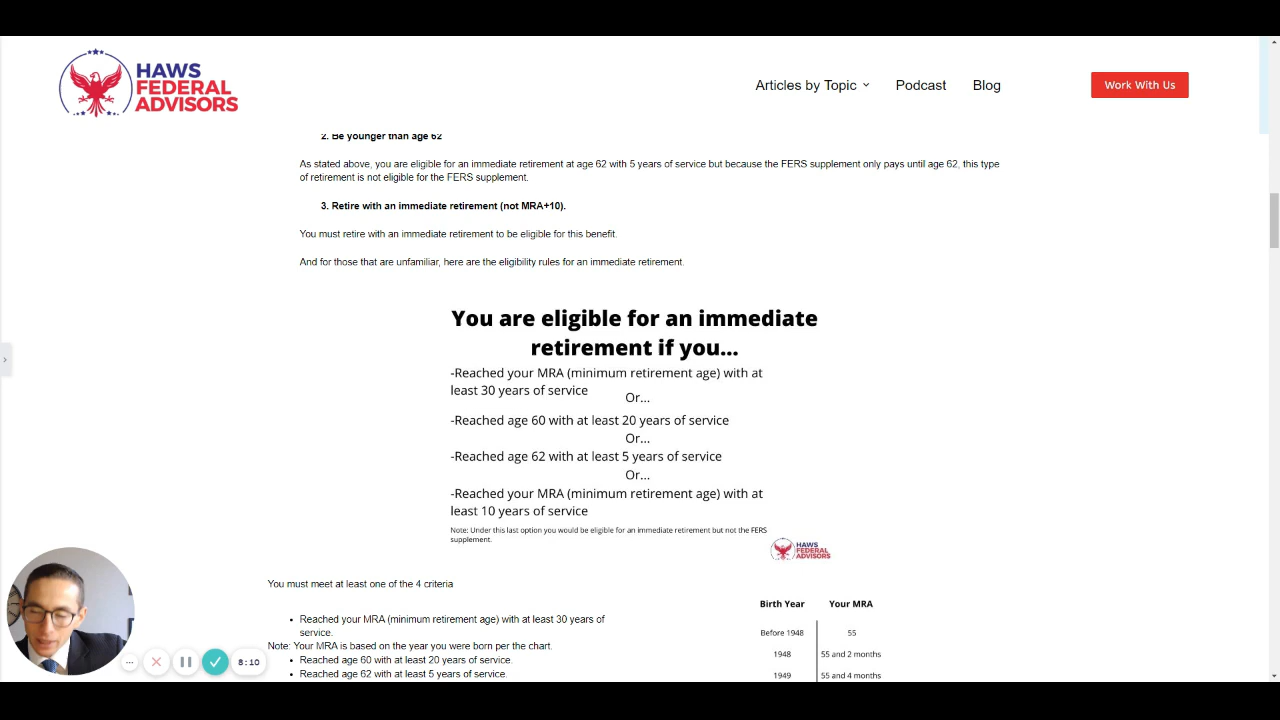 HAWS
FEDERAL
ADVISORS
Articles by Topic
Podcast
Blog
Work With Us
2. Be younger than age 62
As stated above, you are eligible for an immediate retirement at age 62 with 5 years of service but because the FERS supplement only pays until age 62, this type
of retirement is not eligible for the FERS supplement.
3. Retire with an immediate retirement (not MRA+10).
You must retire with an immediate retirement to be eligible for this benefit.
And for those that are unfamiliar, here are the eligibility rules for an immediate retirement.
You are eligible for an immediate
retirement if you...
-Reached your MRA (minimum retirement age) with at
least 30 years of service
Or...
-Reached age 60 with at least 20 years of service
Or...
-Reached age 62 with at least 5 years of service
Or...
-Reached your MRA (minimum retirement age) with at
least 10 years of service
Note: Under this last option you would be eligible for an immediate retirement but not the FERS
supplement.
HAWS
FEDERAL
ADVISORS
You must meet at least one of the 4 criteria
• Reached your MRA (minimum retirement age) with at least 30 years of
service.
Note: Your MRA is based on the year you were born per the chart.
• Reached age 60 with at least 20 years of service.
• Reached age 62 with at least 5 years of service.
Birth Year Your MRA
Before 1948 55
1948 55 and 2 months
1949 55 and 4 months
8:10